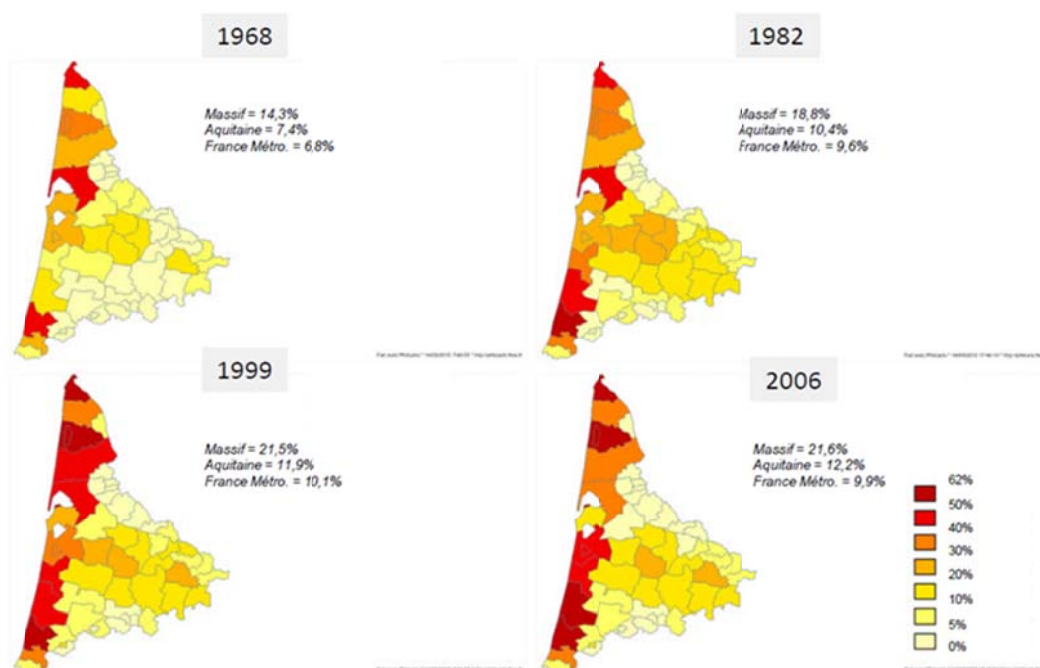 1968
Massif = 14,3%
Aquitaine = 7,4%
France Métro. = 6,8%
1982
Massif = 18,8%
Aquitaine = 10,4%
France Métro. = 9,6%
1999
Massif = 21,5%
Aquitaine = 11,9%
France Métro. = 10,1%
2006
Massif = 21,6%
Aquitaine = 12,2%
France Métro. = 9,9%
62%
50%
40%
30%
20%
10%
5%
0%